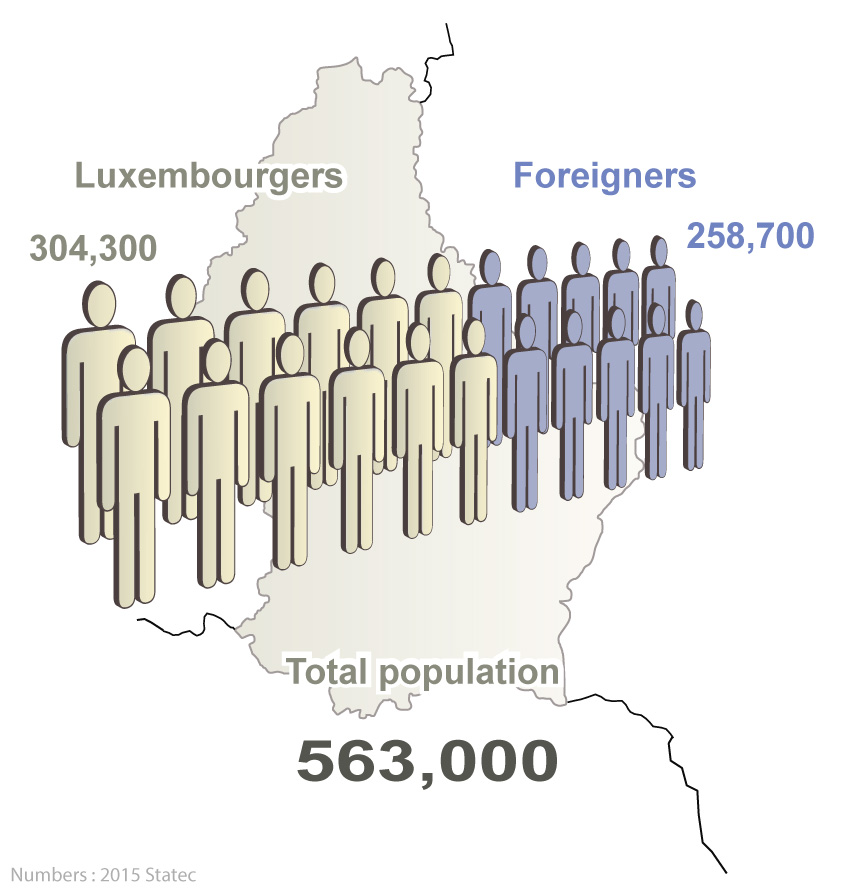 Luxembourgers
304,300
Foreigners
258,700
Total population
563,000
Numbers : 2015 Statec